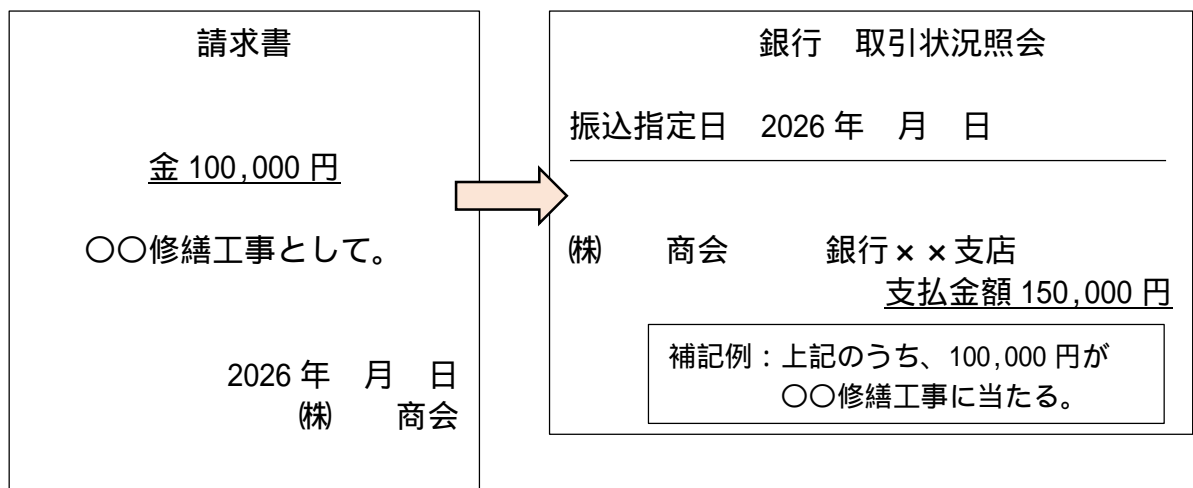 請求書
金 100,000 円
〇〇修繕工事として。
2026 年　月　日
㈱　　商会
銀行　取引状況照会
振込指定日　2026 年　月　日
㈱　　商会　　　銀行××支店
支払金額 150,000 円
補記例：上記のうち、100,000 円が
〇〇修繕工事に当たる。